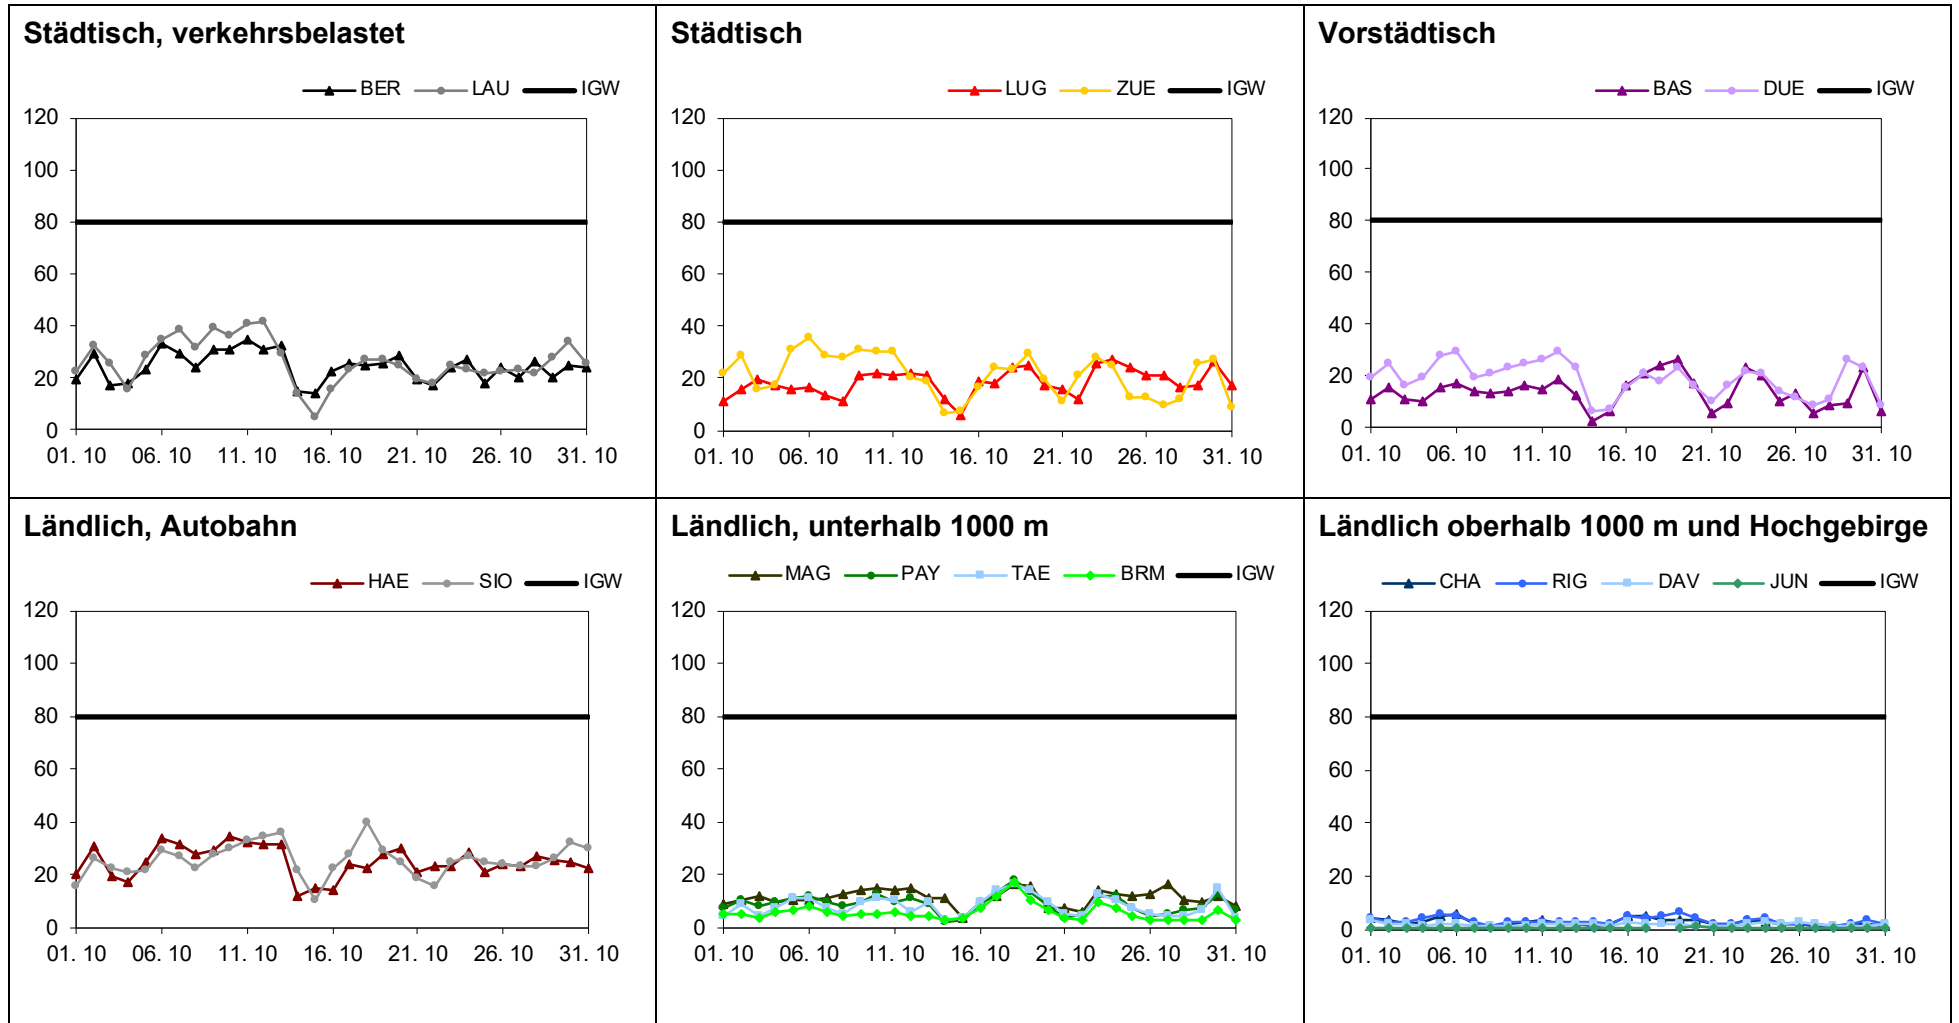 Städtisch, verkehrsbelastet
BER LAU IGW
120
100
80
60
40
20
0
01. 10 06. 10 11. 10 16. 10 21. 10 26. 10 31. 10
Städtisch
LUG ZUE IGW
120
100
80
60
40
20
0
01. 10 06. 10 11. 10 16. 10 21. 10 26. 10 31. 10
Vorstädtisch
BAS DUE IGW
120
100
80
60
40
20
0
01. 10 06. 10 11. 10 16. 10 21. 10 26. 10 31. 10
Ländlich, Autobahn
HAE SIO IGW
120
100
80
60
40
20
0
01. 10 06. 10 11. 10 16. 10 21. 10 26. 10 31. 10
Ländlich, unterhalb 1000 m
MAG PAY TAE BRM IGW
120
100
80
60
40
20
0
01. 10 06. 10 11. 10 16. 10 21. 10 26. 10 31. 10
Ländlich oberhalb 1000 m und Hochgebirge
CHA RIG DAV JUN IGW
120
100
80
60
40
20
0
01. 10 06. 10 11. 10 16. 10 21. 10 26. 10 31. 10